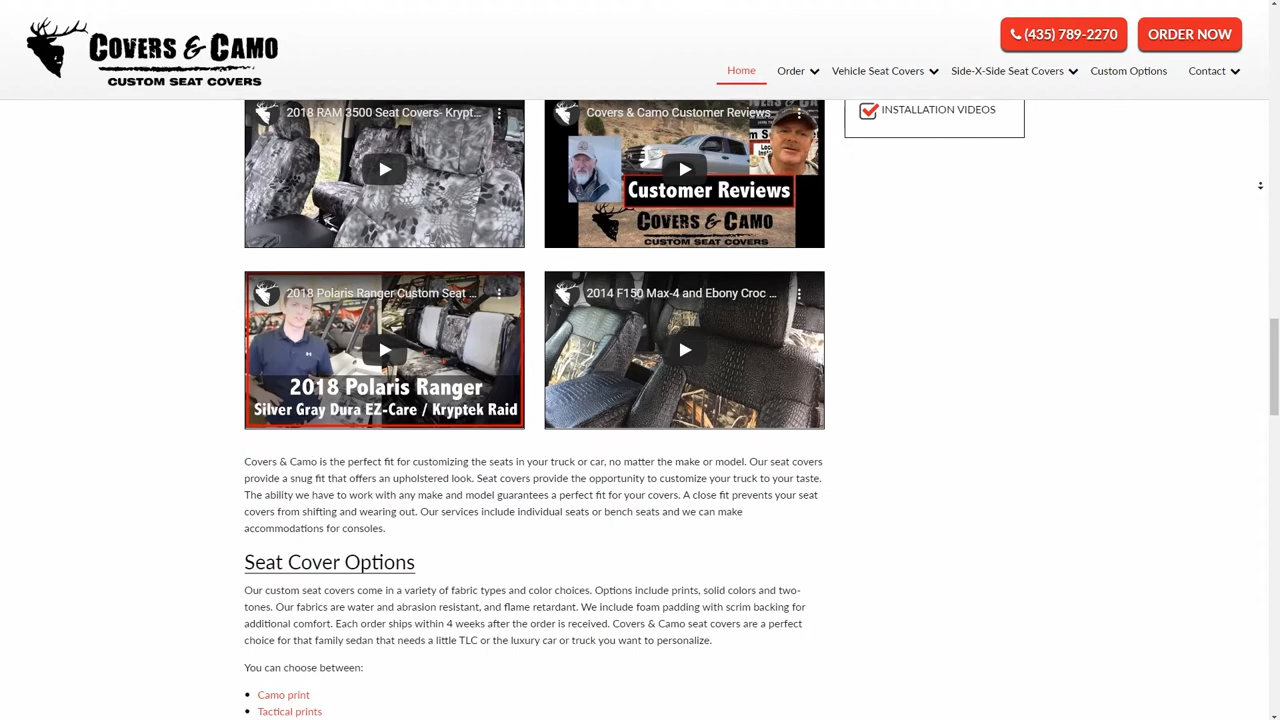 COVERS & CAMO
CUSTOM SEAT COVERS
(435) 789-2270
ORDER NOW
Home
Order
Vehicle Seat Covers
Side-X-Side Seat Covers
Custom Options
Contact
2018 RAM 3500 Seat Covers- Krypt...
Covers & Camo Customer Reviews
Customer Reviews
COVERS & CAMO
CUSTOM SEAT COVERS
INSTALLATION VIDEOS
2018 Polaris Ranger Custom Seat ...
2018 Polaris Ranger
Silver Gray Dura EZ-Care / Kryptek Raid
2014 F150 Max-4 and Ebony Croc ...
Covers & Camo is the perfect fit for customizing the seats in your truck or car, no matter the make or model. Our seat covers
provide a snug fit that offers an upholstered look. Seat covers provide the opportunity to customize your truck to your taste.
The ability we have to work with any make and model guarantees a perfect fit for your covers. A close fit prevents your seat
covers from shifting and wearing out. Our services include individual seats or bench seats and we can make
accommodations for consoles.
Seat Cover Options
Our custom seat covers come in a variety of fabric types and color choices. Options include prints, solid colors and two-
tones. Our fabrics are water and abrasion resistant, and flame retardant. We include foam padding with scrim backing for
additional comfort. Each order ships within 4 weeks after the order is received. Covers & Camo seat covers are a perfect
choice for that family sedan that needs a little TLC or the luxury car or truck you want to personalize.
You can choose between:
Camo print
Tactical prints